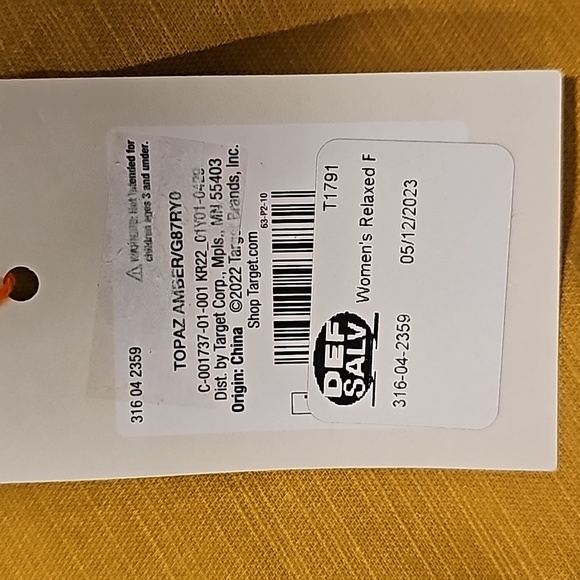 316 04 2359
⚠ WARNING: Not intended for
children ages 3 and under.
TOPAZ AMBER/G87RY0
C-001737-01-001 KR22_01Y01-0429
Dist. by Target Corp., Mpls., MN 55403
Origin: China ©2022 Target Brands, Inc.
Shop Target.com
63-P2-10
T1791
DEF
SALV
Women's Relaxed F
316-04-2359
05/12/2023